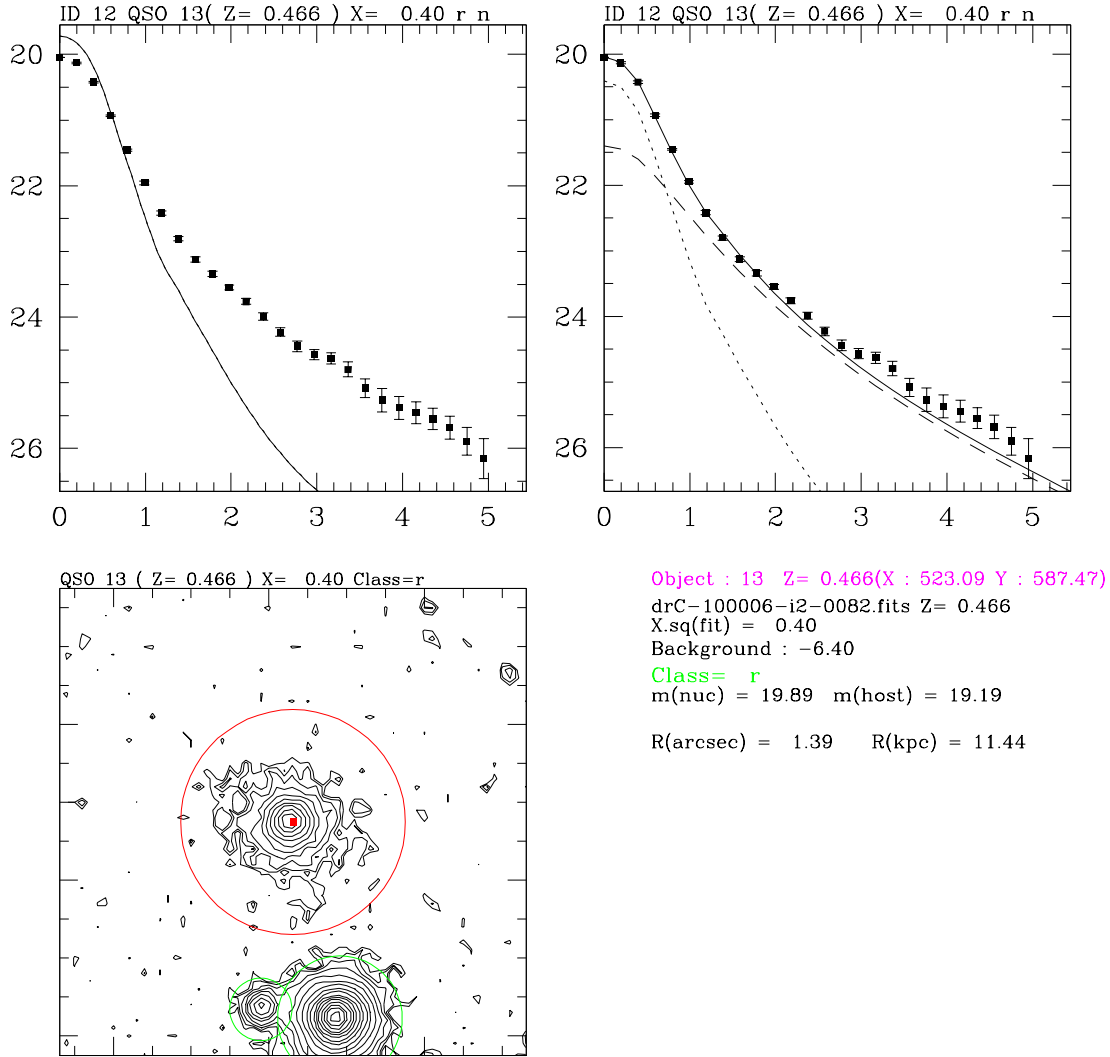 ID 12 QSO 13( Z= 0.466 ) X= 0.40 r n
20
22
24
26
0 1 2 3 4 5
ID 12 QSO 13( Z= 0.466 ) X= 0.40 r n
20
22
24
26
0 1 2 3 4 5
QSO 13 ( Z= 0.466 ) X= 0.40 Class=r
Object : 13 Z= 0.466(X : 523.09 Y : 587.47)
drC-100006-i2-0082.fits Z= 0.466
X.sq(fit) = 0.40
Background : -6.40
Class= r
m(nuc) = 19.89 m(host) = 19.19
R(arcsec) = 1.39 R(kpc) = 11.44